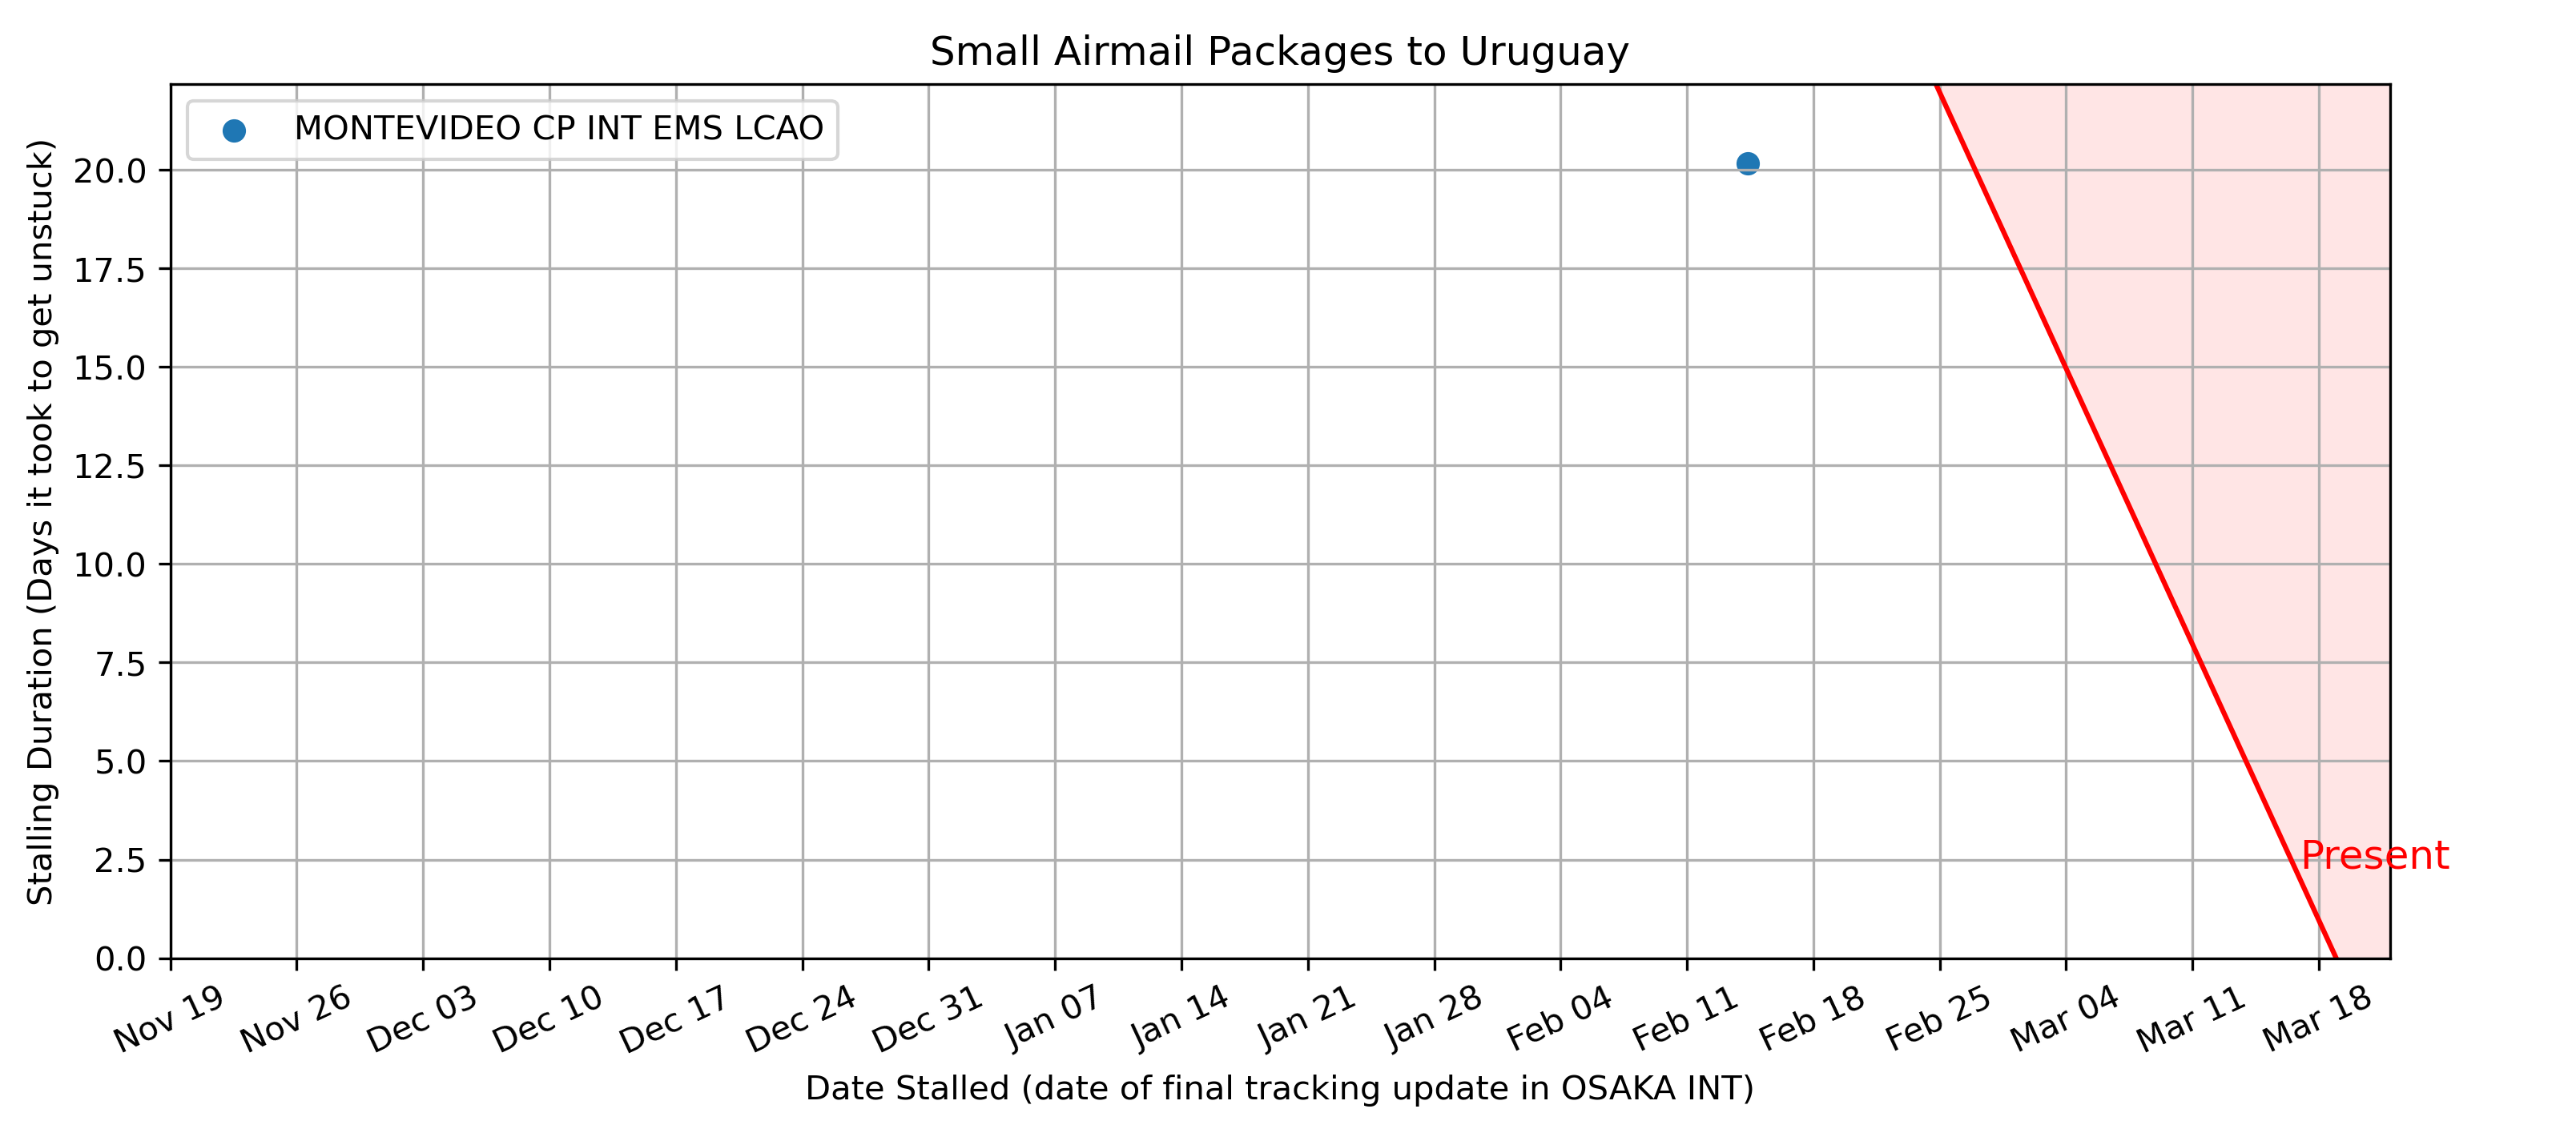 Small Airmail Packages to Uruguay
MONTEVIDEO CP INT EMS LCAO
Stalling Duration (Days it took to get unstuck)
20.0
17.5
15.0
12.5
10.0
7.5
5.0
2.5
0.0
Present
Nov 19
Nov 26
Dec 03
Dec 10
Dec 17
Dec 24
Dec 31
Jan 07
Jan 14
Jan 21
Jan 28
Feb 04
Feb 11
Feb 18
Feb 25
Mar 04
Mar 11
Mar 18
Date Stalled (date of final tracking update in OSAKA INT)